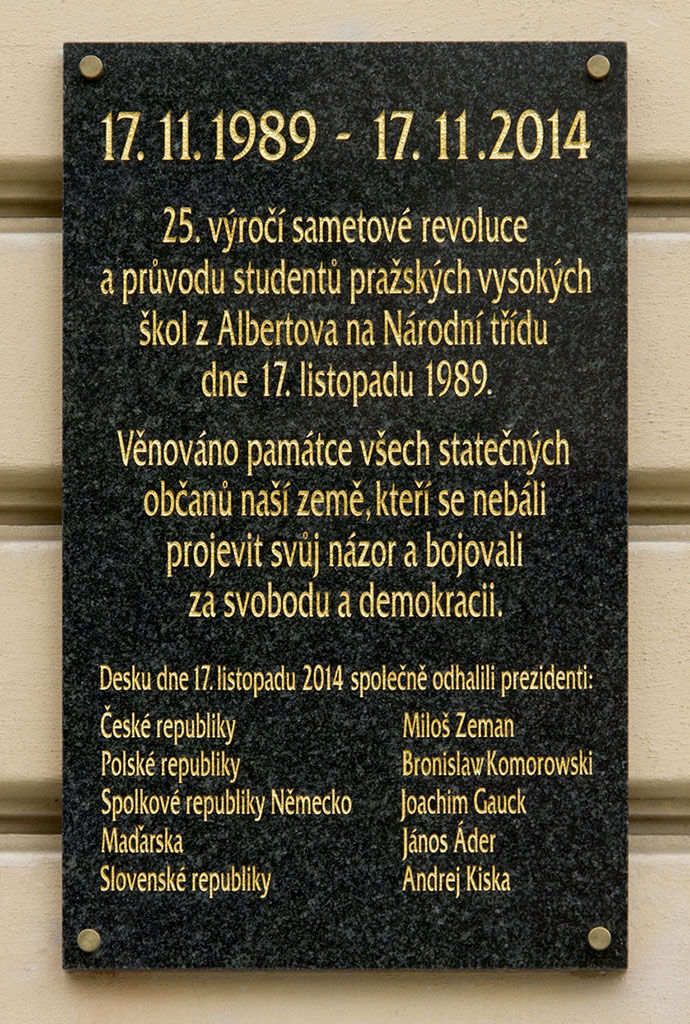 17. 11. 1989 - 17. 11. 2014
25. výročí sametové revoluce
a průvodu studentů pražských vysokých
škol z Albertova na Národní třídu
dne 17. listopadu 1989.
Věnováno památce všech statečných
občanů naší země, kteří se nebáli
projevit svůj názor a bojovali
za svobodu a demokracii.
Desku dne 17. listopadu 2014 společně odhalili prezidenti:
České republiky Miloš Zeman
Polské republiky Bronislaw Komorowski
Spolkové republiky Německo Joachim Gauck
Maďarska János Áder
Slovenské republiky Andrej Kiska